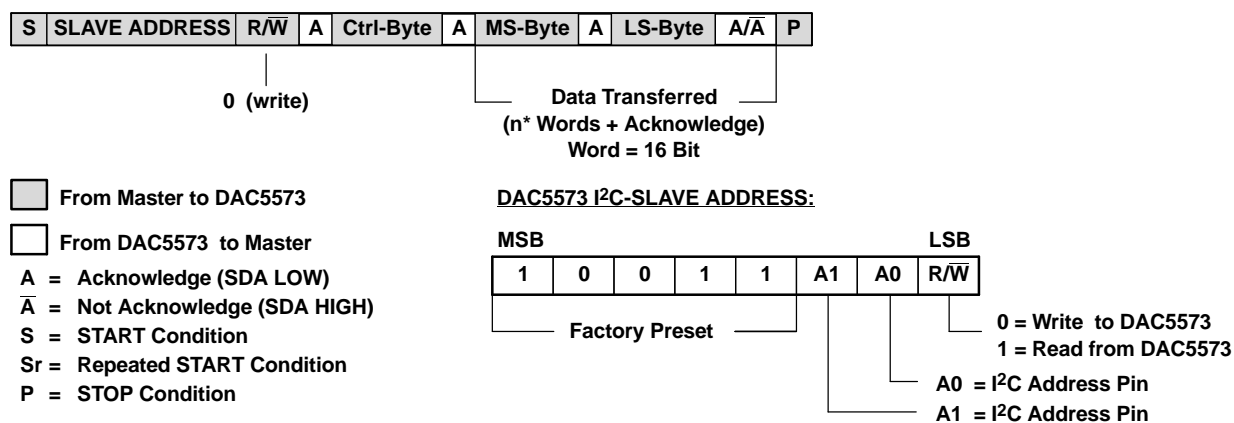 S SLAVE ADDRESS R/W̅ A Ctrl-Byte A MS-Byte A LS-Byte A/A̅ P
0 (write)
Data Transferred
(n* Words + Acknowledge)
Word = 16 Bit
From Master to DAC5573
From DAC5573 to Master
A = Acknowledge (SDA LOW)
A̅ = Not Acknowledge (SDA HIGH)
S = START Condition
Sr = Repeated START Condition
P = STOP Condition
DAC5573 I²C-SLAVE ADDRESS:
MSB LSB
1 0 0 1 1 A1 A0 R/W̅
Factory Preset
0 = Write to DAC5573
1 = Read from DAC5573
A0 = I²C Address Pin
A1 = I²C Address Pin